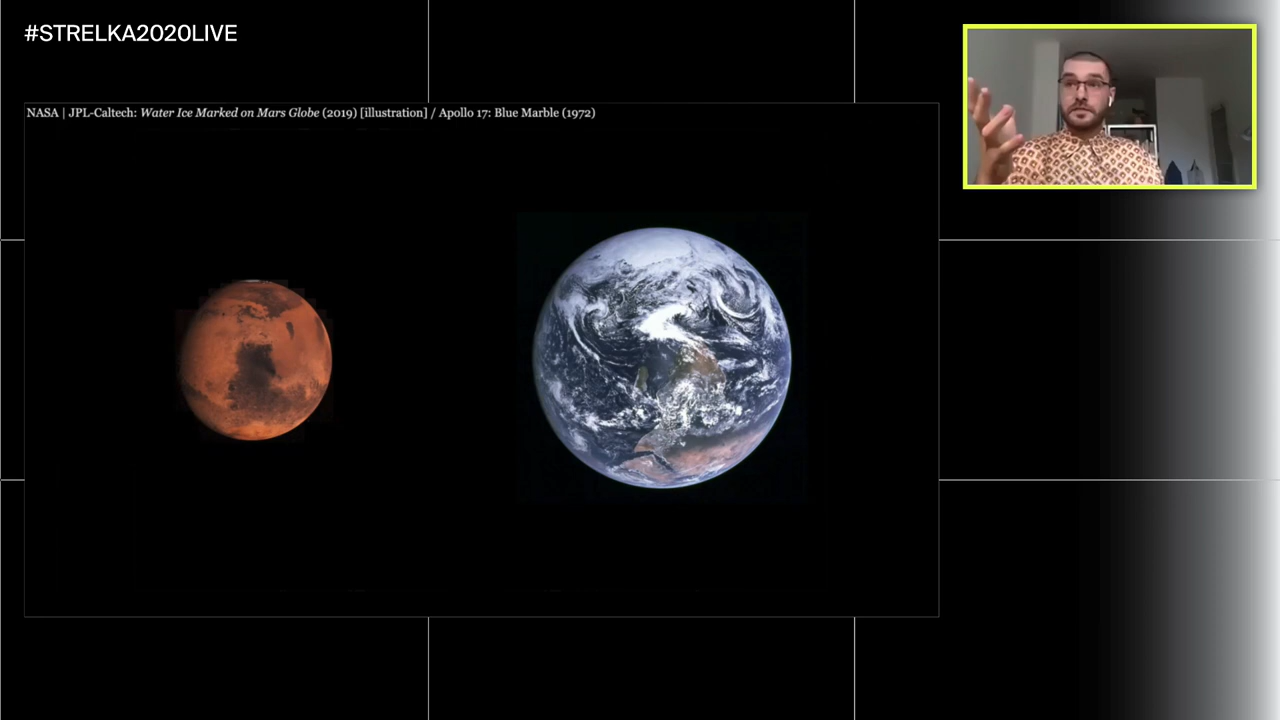 #STRELKA2020LIVE
NASA | JPL-Caltech: Water Ice Marked on Mars Globe (2019) [illustration] / Apollo 17: Blue Marble (1972)